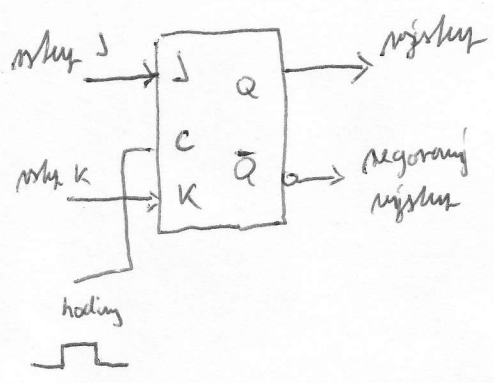 vstup J
výstup
J
Q
C
Q̅
negovaný
výstup
vstup K
K
hodiny